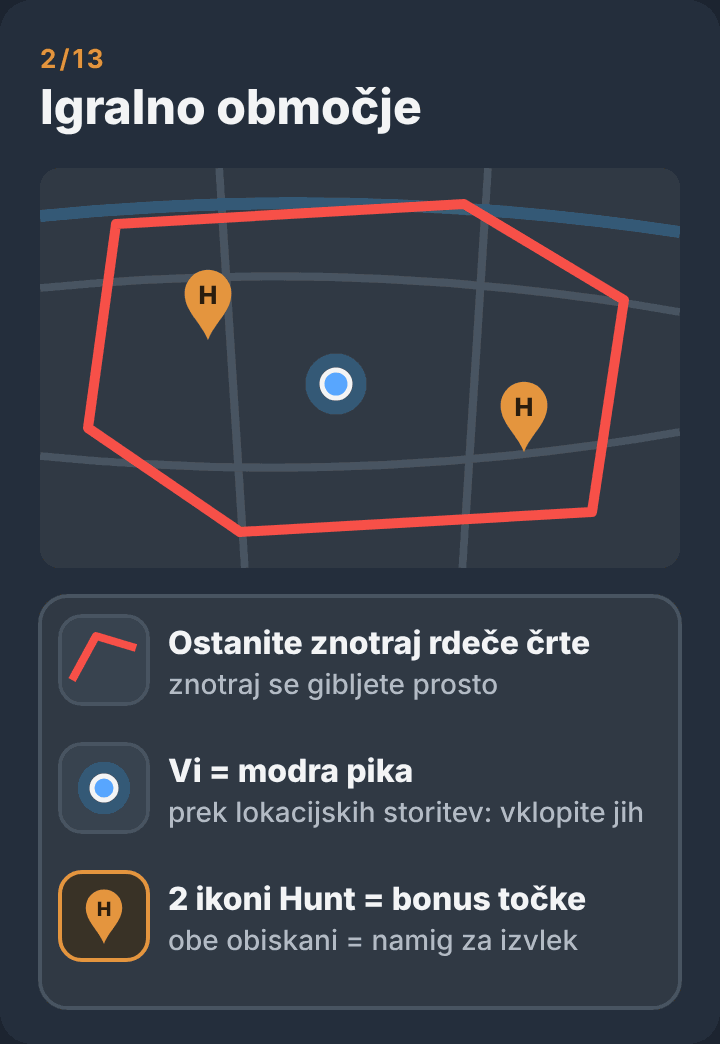 2/13
Igralno območje
H
H
Ostanite znotraj rdeče črte
znotraj se gibljete prosto
Vi = modra pika
prek lokacijskih storitev: vklopite jih
H
2 ikoni Hunt = bonus točke
obe obiskani = namig za izvlek